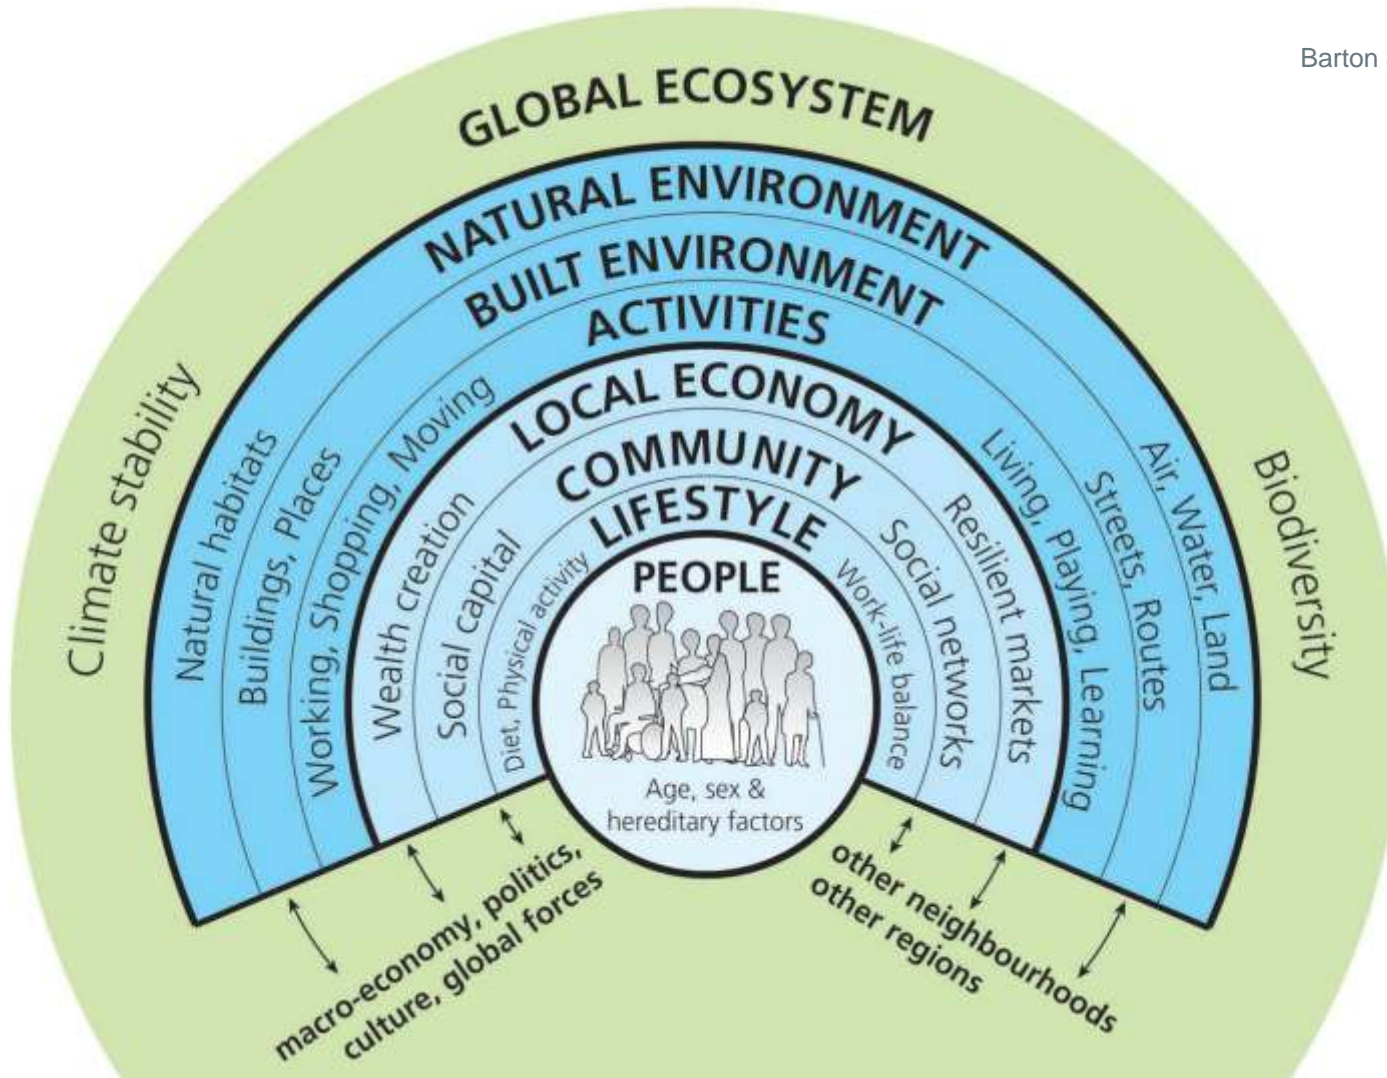 Barton
GLOBAL ECOSYSTEM
NATURAL ENVIRONMENT
BUILT ENVIRONMENT
ACTIVITIES
LOCAL ECONOMY
COMMUNITY
LIFESTYLE
PEOPLE
Age, sex &
hereditary factors
Climate stability
Natural habitats
Buildings, Places
Working, Shopping, Moving
Wealth creation
Social capital
Diet, Physical activity
Work-life balance
Social networks
Resilient markets
Living, Playing, Learning
Streets, Routes
Air, Water, Land
Biodiversity
macro-economy, politics,
culture, global forces
other neighbourhoods
other regions